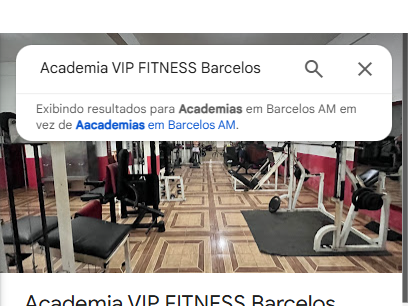 Academia VIP FITNESS Barcelos
Exibindo resultados para Academias em Barcelos AM em
vez de Aacademias em Barcelos AM.
Academia VIP FITNESS Barcelos